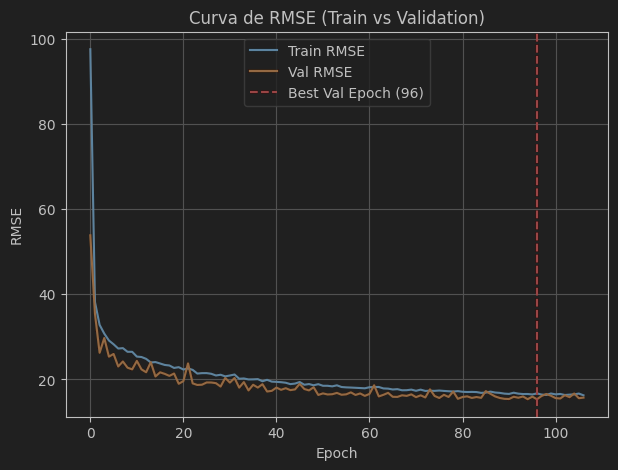 Curva de RMSE (Train vs Validation)
100
80
60
40
20
RMSE
Train RMSE
Val RMSE
Best Val Epoch (96)
0
20
40
60
80
100
Epoch